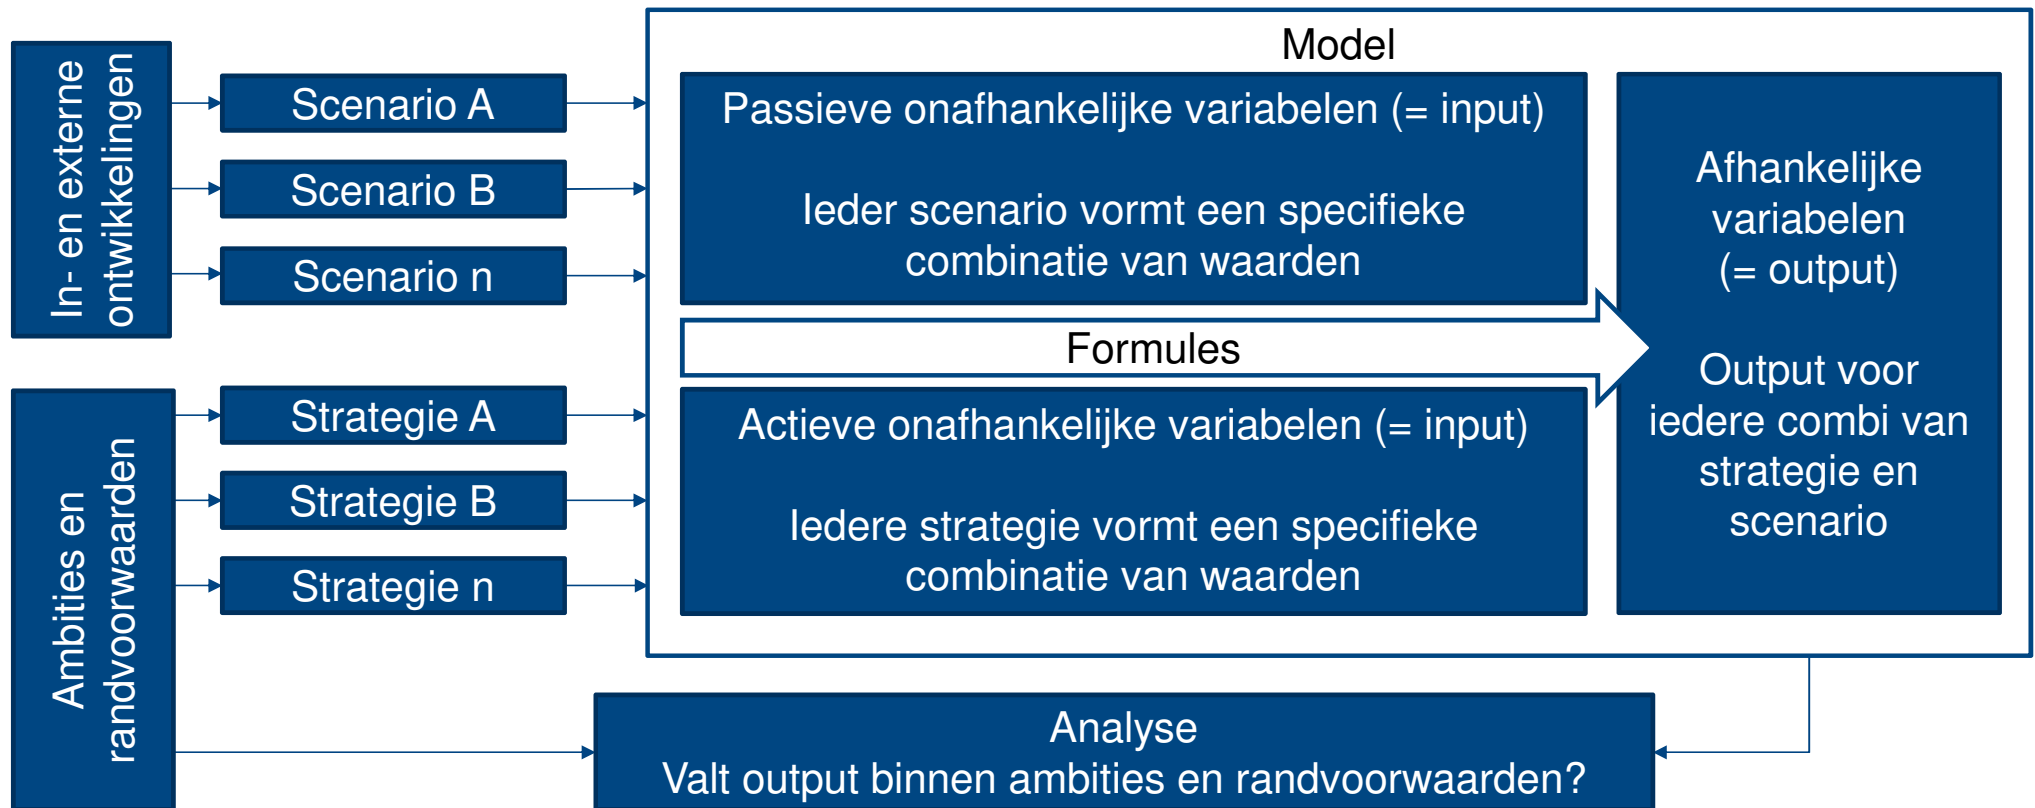 In- en externe
ontwikkelingen
Scenario A
Scenario B
Scenario n
Ambities en
randvoorwaarden
Strategie A
Strategie B
Strategie n
Model
Passieve onafhankelijke variabelen (= input)
Ieder scenario vormt een specifieke
combinatie van waarden
Formules
Actieve onafhankelijke variabelen (= input)
Iedere strategie vormt een specifieke
combinatie van waarden
Afhankelijke
variabelen
(= output)
Output voor
iedere combi van
strategie en
scenario
Analyse
Valt output binnen ambities en randvoorwaarden?